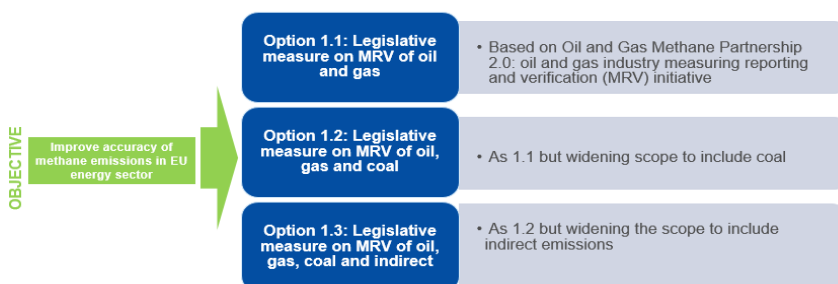 OBJECTIVE
Improve accuracy of
methane emissions in EU
energy sector
Option 1.1: Legislative
measure on MRV of oil
and gas
• Based on Oil and Gas Methane Partnership
2.0: oil and gas industry measuring reporting
and verification (MRV) initiative
Option 1.2: Legislative
measure on MRV of oil,
gas and coal
• As 1.1 but widening scope to include coal
Option 1.3: Legislative
measure on MRV of oil,
gas, coal and indirect
• As 1.2 but widening the scope to include
indirect emissions